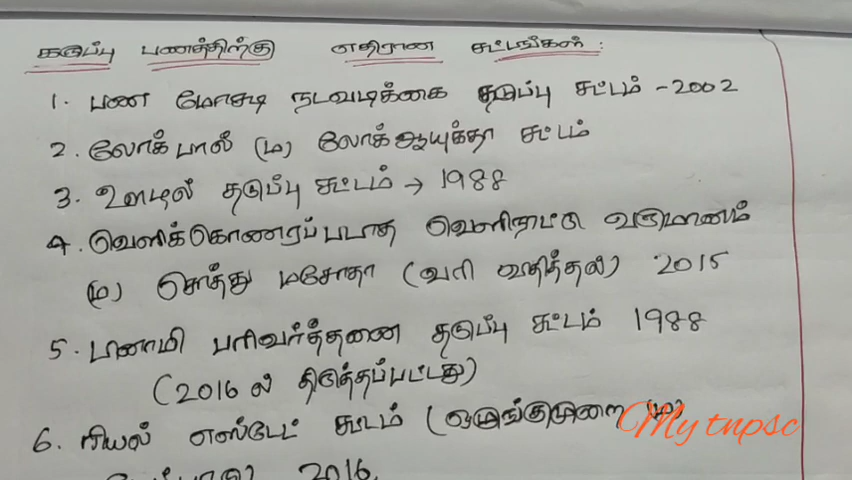 கருப்பு பணத்திற்கு எதிரான சட்டங்கள் :
1. பண மோசடி நடவடிக்கை தடுப்பு சட்டம் - 2002
2. லோக்பால் (ம) லோக்ஆயுக்தா சட்டம்
3. ஊழல் தடுப்பு சட்டம் → 1988
4. வெளிக்கொணரப்படாத வெளிநாட்டு வருமானம்
(ம) சொத்து மசோதா (வரி விதித்தல்) 2015
5. பினாமி பரிவர்த்தனை தடுப்பு சட்டம் 1988
(2016 ல் திருத்தப்பட்டது)
6. ரியல் எஸ்டேட் சட்டம் (ஒழுங்குமுறை (ம)
My tnpsc
2016